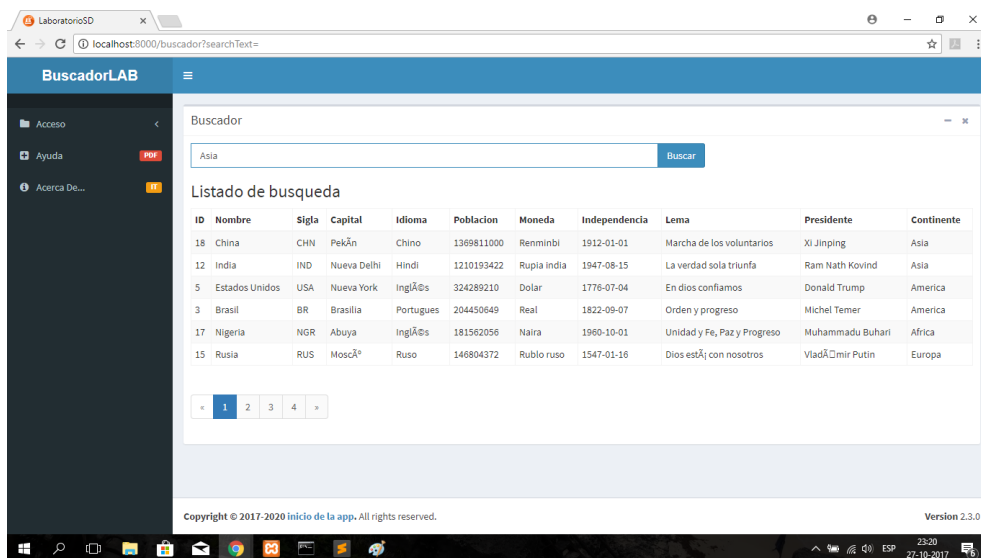 LaboratorioSD
localhost:8000/buscador?searchText=
BuscadorLAB
Acceso
Ayuda PDF
Acerca De... IT
Buscador
Asia Buscar
Listado de busqueda
ID Nombre Sigla Capital Idioma Poblacion Moneda Independencia Lema Presidente Continente
18 China CHN PekÃn Chino 1369811000 Renminbi 1912-01-01 Marcha de los voluntarios Xi Jinping Asia
12 India IND Nueva Delhi Hindi 1210193422 Rupia india 1947-08-15 La verdad sola triunfa Ram Nath Kovind Asia
5 Estados Unidos USA Nueva York InglÃ©s 324289210 Dolar 1776-07-04 En dios confiamos Donald Trump America
3 Brasil BR Brasilia Portugues 204450649 Real 1822-09-07 Orden y progreso Michel Temer America
17 Nigeria NGR Abuya InglÃ©s 181562056 Naira 1960-10-01 Unidad y Fe, Paz y Progreso Muhammadu Buhari Africa
15 Rusia RUS MoscÃº Ruso 146804372 Rublo ruso 1547-01-16 Dios estÃ¡ con nosotros VladÃ□mir Putin Europa
« 1 2 3 4 »
Copyright © 2017-2020 inicio de la app. All rights reserved.
Version 2.3.0
ESP
23:20
27-10-2017